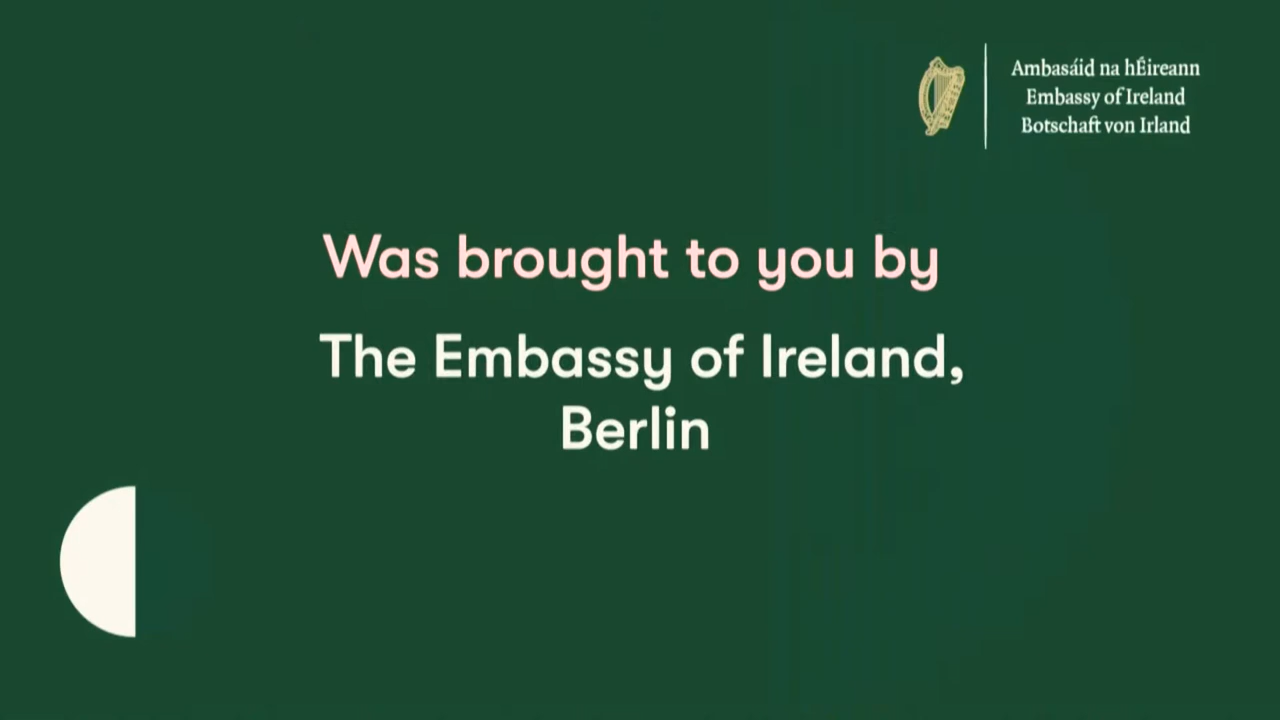 Ambasáid na hÉireann
Embassy of Ireland
Botschaft von Irland
Was brought to you by
The Embassy of Ireland,
Berlin